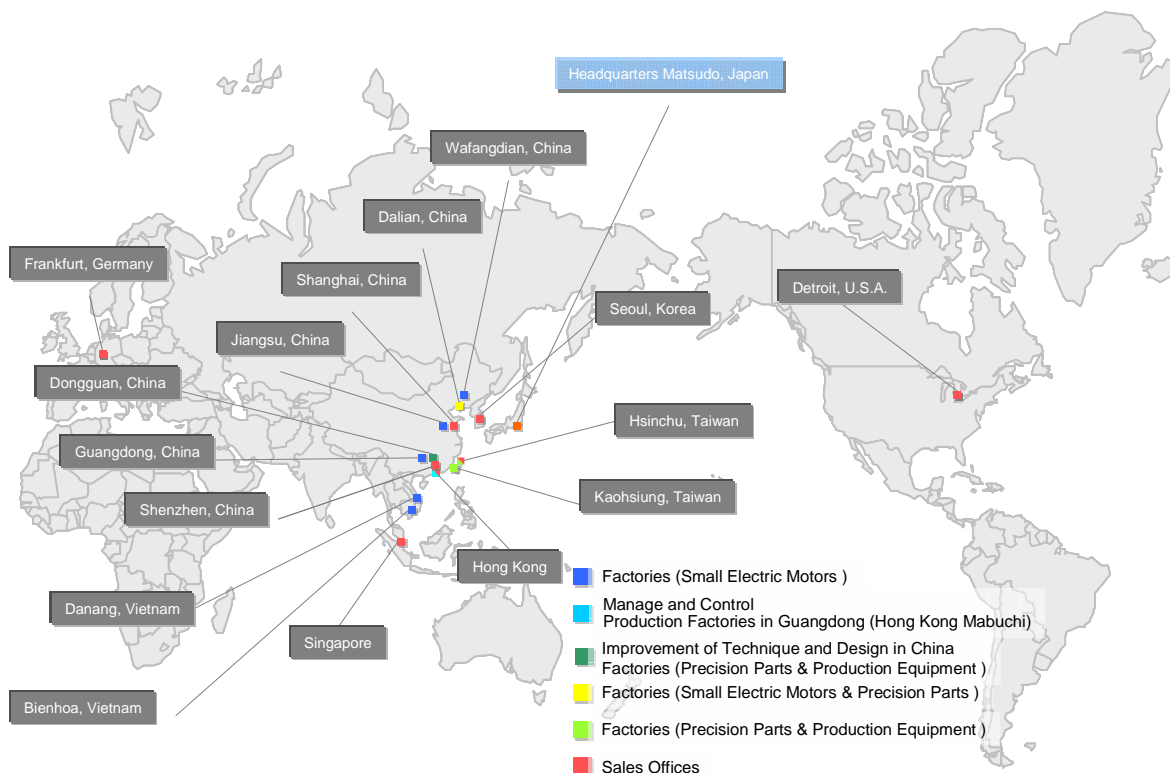 Headquarters Matsudo, Japan
Wafangdian, China
Dalian, China
Frankfurt, Germany
Shanghai, China
Detroit, U.S.A.
Seoul, Korea
Jiangsu, China
Dongguan, China
Hsinchu, Taiwan
Guangdong, China
Kaohsiung, Taiwan
Shenzhen, China
Hong Kong
Danang, Vietnam
Singapore
Bienhoa, Vietnam
Factories (Small Electric Motors )
Manage and Control
Production Factories in Guangdong (Hong Kong Mabuchi)
Improvement of Technique and Design in China
Factories (Precision Parts & Production Equipment )
Factories (Small Electric Motors & Precision Parts )
Factories (Precision Parts & Production Equipment )
Sales Offices